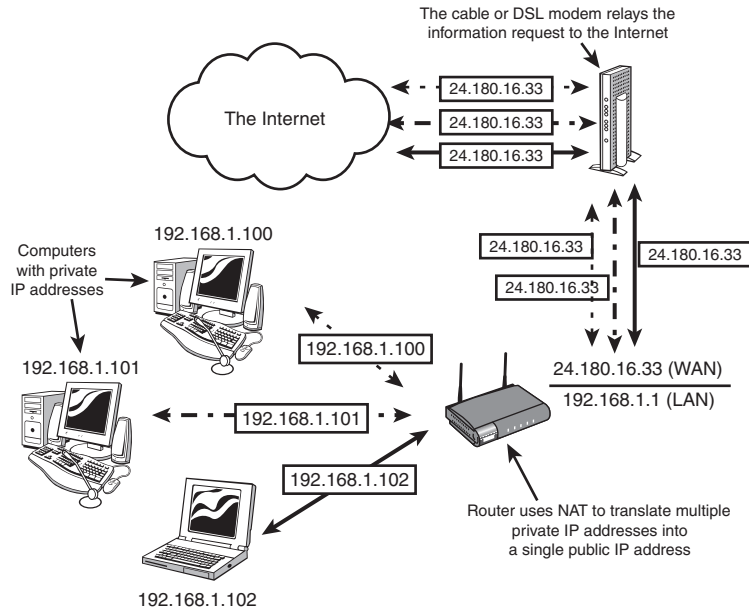 The cable or DSL modem relays the
information request to the Internet
24.180.16.33
The Internet
24.180.16.33
24.180.16.33
192.168.1.100
Computers
with private
IP addresses
24.180.16.33
24.180.16.33
24.180.16.33
192.168.1.100
192.168.1.101
24.180.16.33 (WAN)
192.168.1.1 (LAN)
192.168.1.101
192.168.1.102
Router uses NAT to translate multiple
private IP addresses into
a single public IP address
192.168.1.102